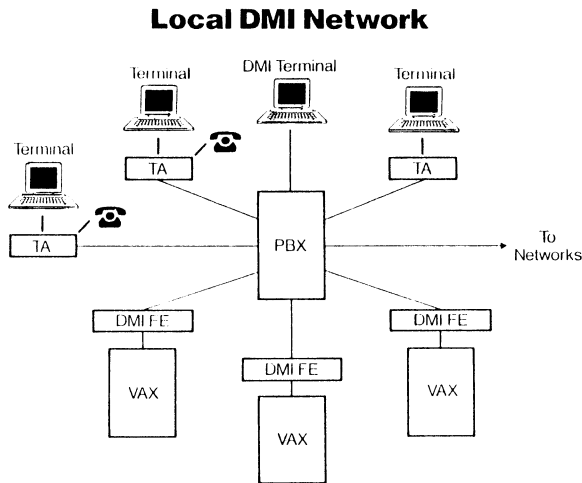 Local DMI Network
Terminal
DMI Terminal
Terminal
Terminal
TA
TA
TA
PBX
To
Networks
DMI FE
DMI FE
DMI FE
VAX
VAX
VAX